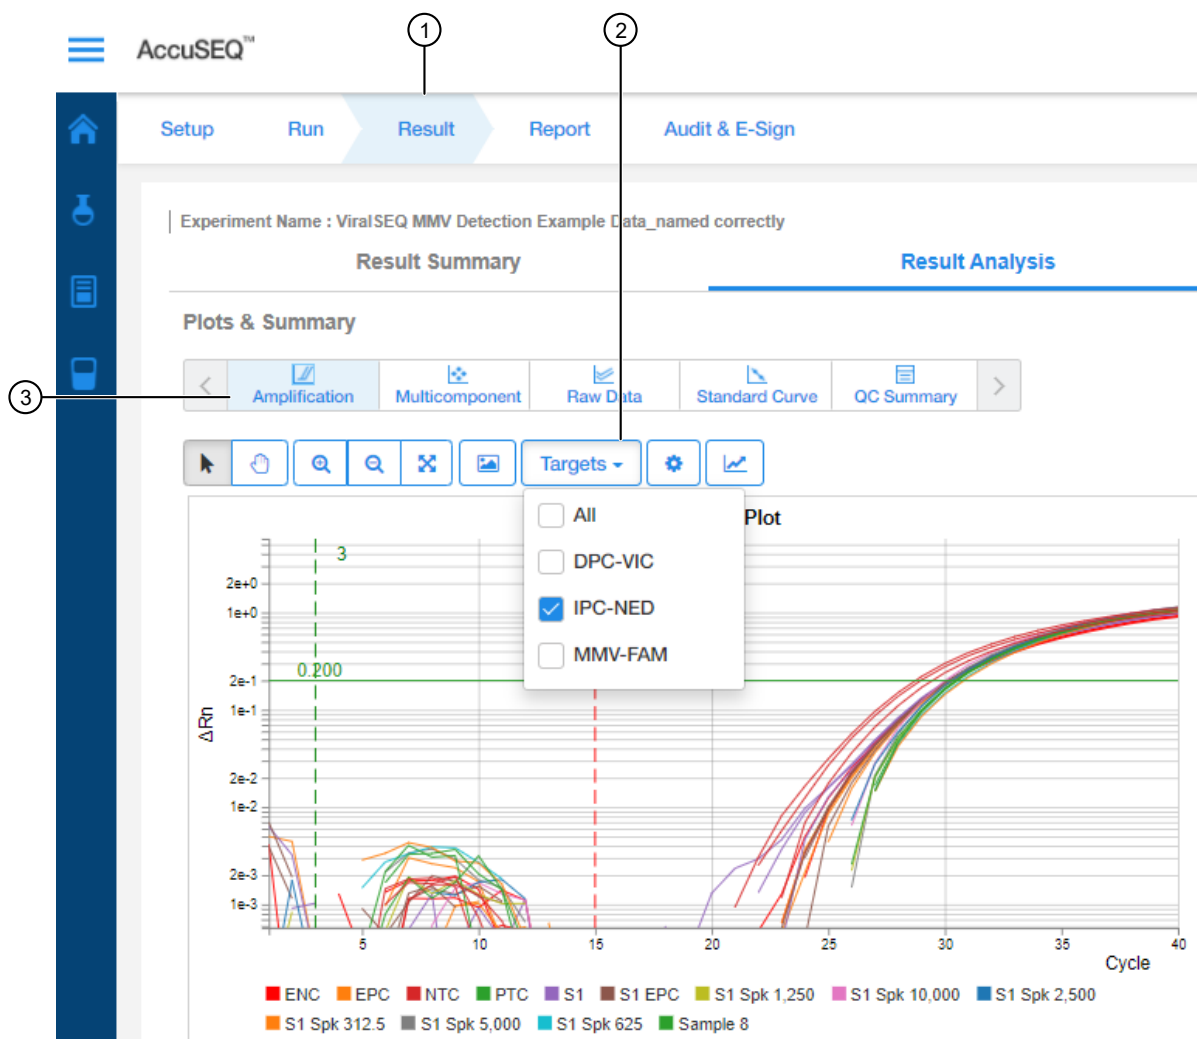 1
2
AccuSEQ™
Setup Run Result Report Audit & E-Sign
Experiment Name : ViralSEQ MMV Detection Example Data_named correctly
Result Summary Result Analysis
Plots & Summary
3
Amplification Multicomponent Raw Data Standard Curve QC Summary
Targets
All
Plot
3
DPC-VIC
2e+0
IPC-NED
1e+0
MMV-FAM
0.200
2e-1
1e-1
ΔRn
2e-2
1e-2
2e-3
1e-3
5 10 15 20 25 30 35 40
Cycle
ENC EPC NTC PTC S1 S1 EPC S1 Spk 1,250 S1 Spk 10,000 S1 Spk 2,500
S1 Spk 312.5 S1 Spk 5,000 S1 Spk 625 Sample 8